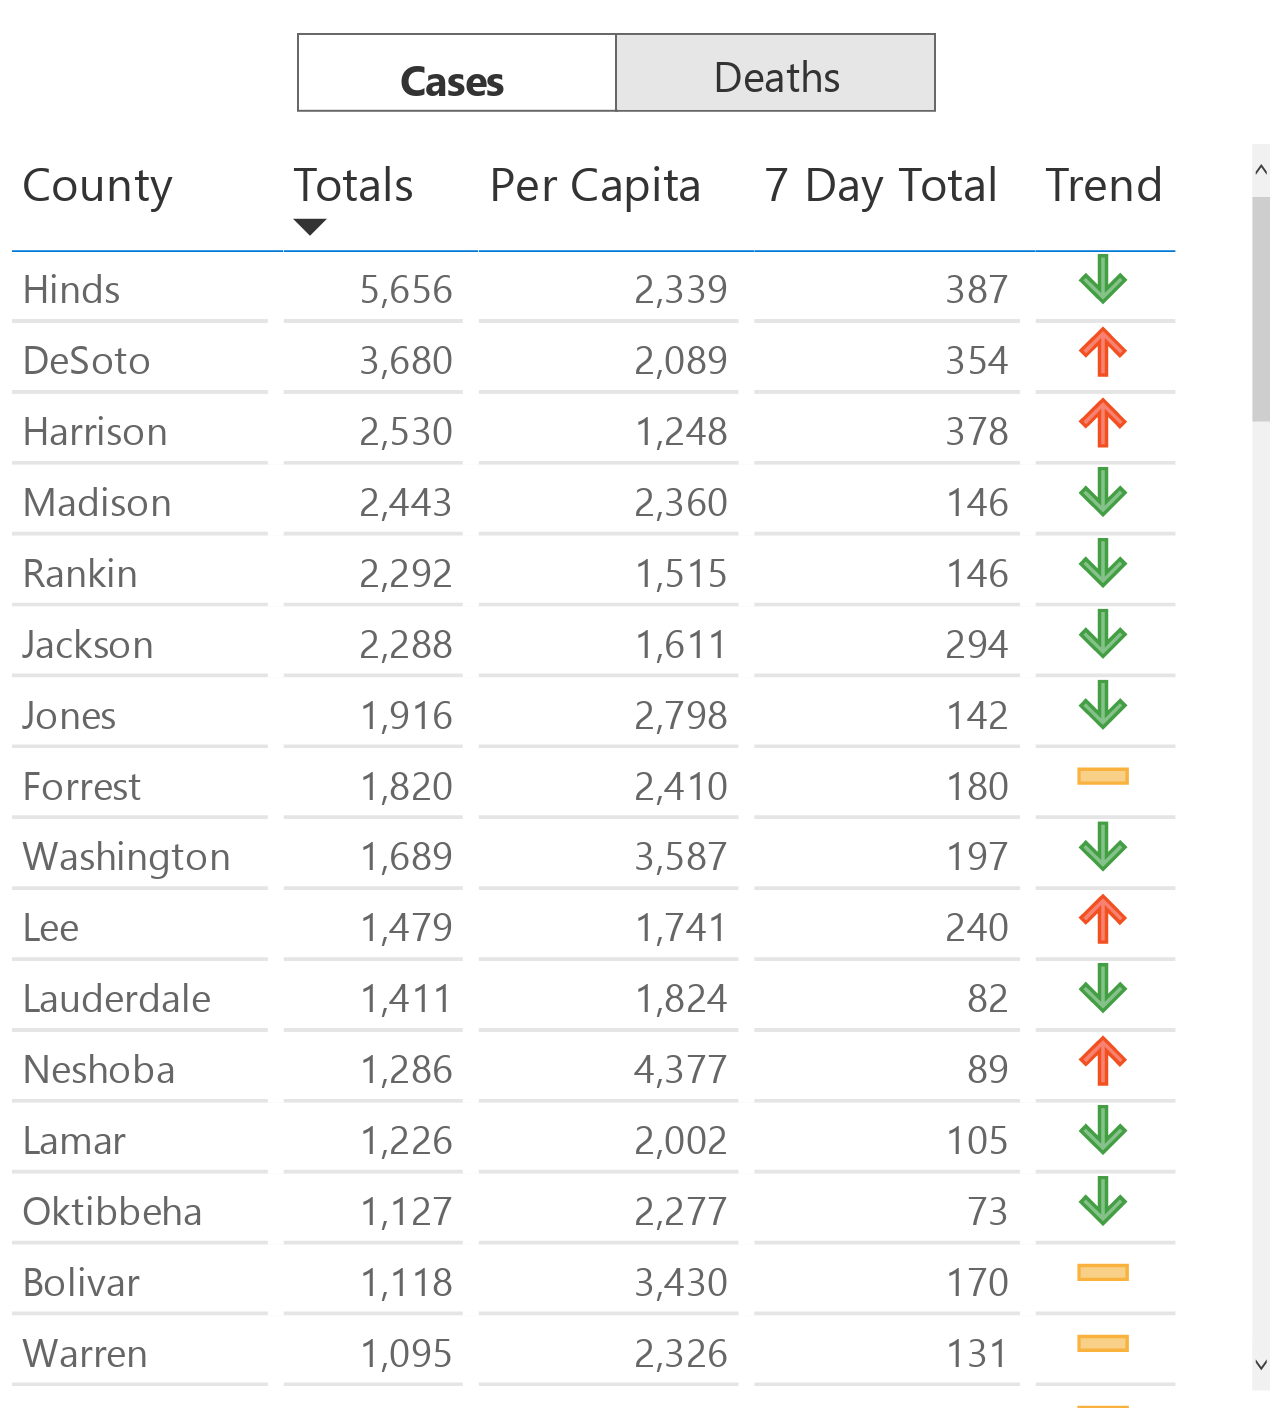 Cases Deaths
County Totals Per Capita 7 Day Total Trend
Hinds 5,656 2,339 387
DeSoto 3,680 2,089 354
Harrison 2,530 1,248 378
Madison 2,443 2,360 146
Rankin 2,292 1,515 146
Jackson 2,288 1,611 294
Jones 1,916 2,798 142
Forrest 1,820 2,410 180
Washington 1,689 3,587 197
Lee 1,479 1,741 240
Lauderdale 1,411 1,824 82
Neshoba 1,286 4,377 89
Lamar 1,226 2,002 105
Oktibbeha 1,127 2,277 73
Bolivar 1,118 3,430 170
Warren 1,095 2,326 131